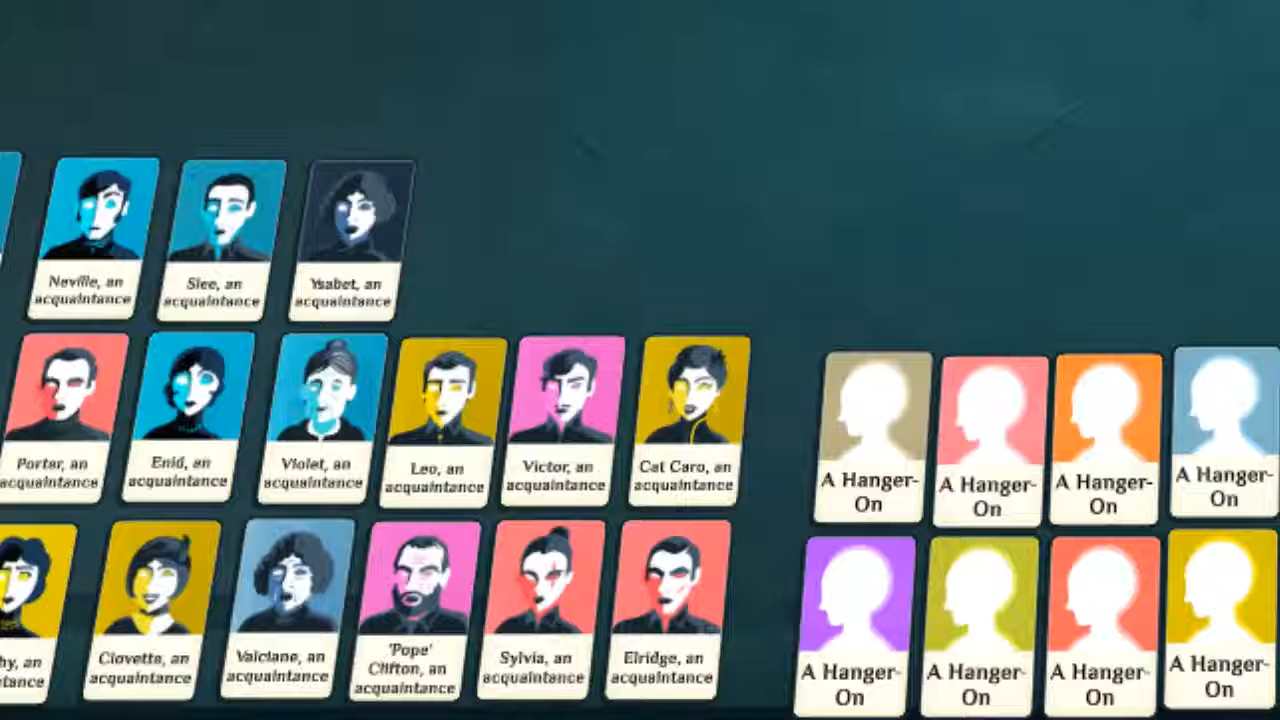 Neville, an
acquaintance
Slee, an
acquaintance
Ysabet, an
acquaintance
Porter, an
acquaintance
Enid, an
acquaintance
Violet, an
acquaintance
Leo, an
acquaintance
Victor, an
acquaintance
Cat Caro, an
acquaintance
A Hanger-
On
A Hanger-
On
A Hanger-
On
A Hanger-
On
hy, an
tance
Clovette, an
acquaintance
Valciane, an
acquaintance
'Pope'
Clifton, an
acquaintance
Sylvia, an
acquaintance
Elridge, an
acquaintance
A Hanger-
On
A Hanger-
On
A Hanger-
On
A Hanger-
On